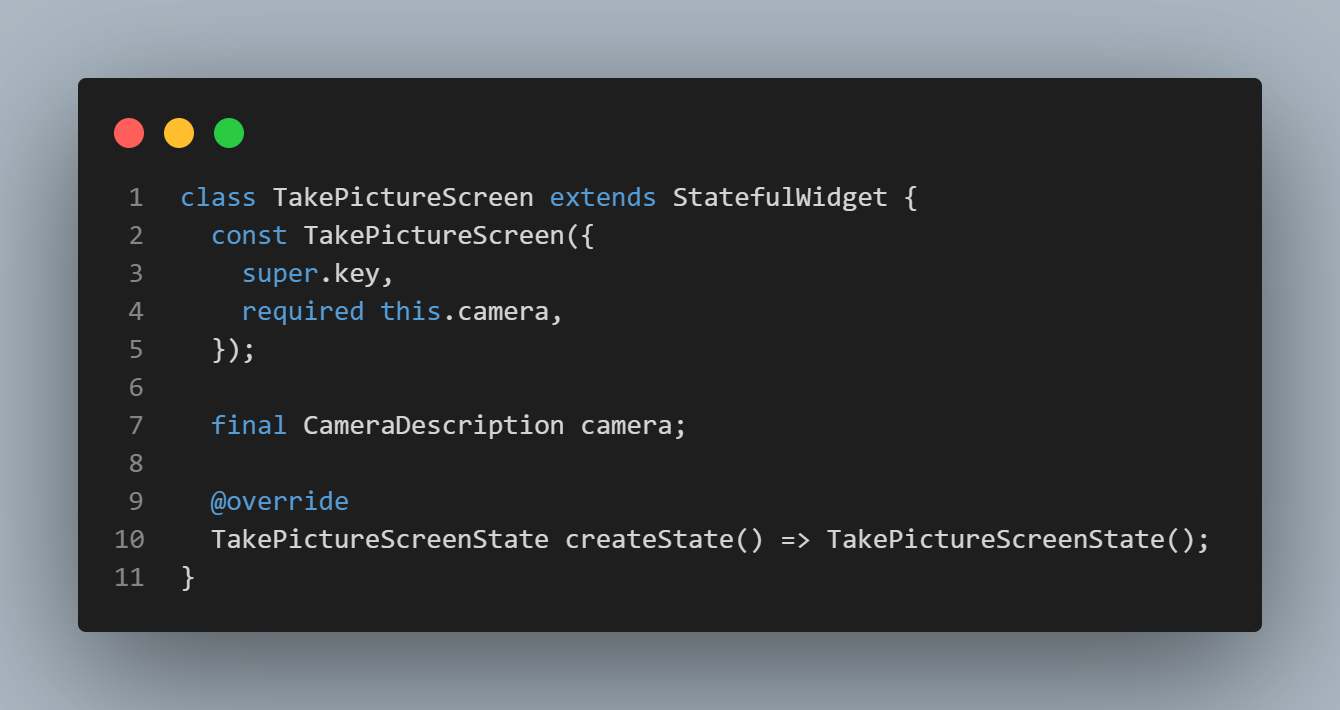 1 class TakePictureScreen extends StatefulWidget {
2   const TakePictureScreen({
3     super.key,
4     required this.camera,
5   });
6
7   final CameraDescription camera;
8
9   @override
10   TakePictureScreenState createState() => TakePictureScreenState();
11 }